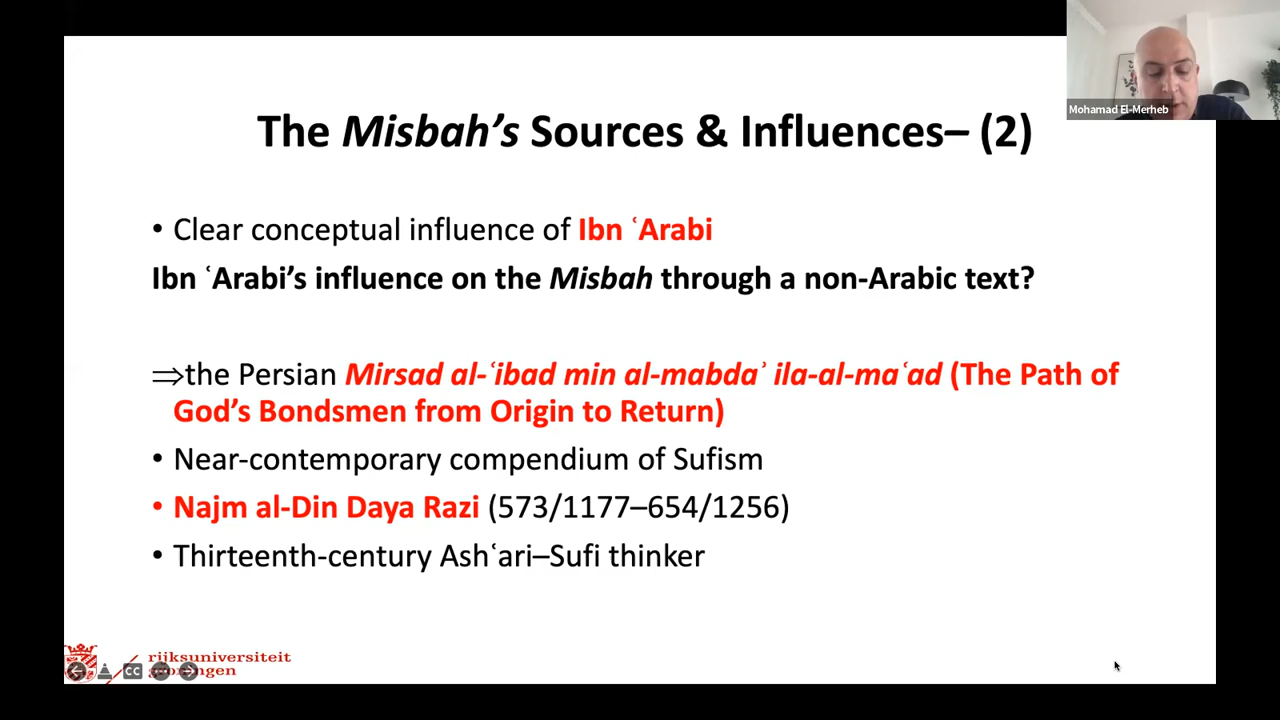 Mohamad El-Merheb
The Misbah’s Sources & Influences– (2)
• Clear conceptual influence of Ibn ʿArabi
Ibn ʿArabi’s influence on the Misbah through a non-Arabic text?
⇒the Persian Mirsad al-ʿibad min al-mabdaʾ ila-al-maʿad (The Path of
God’s Bondsmen from Origin to Return)
• Near-contemporary compendium of Sufism
• Najm al-Din Daya Razi (573/1177–654/1256)
• Thirteenth-century Ashʿari–Sufi thinker
rijksuniversiteit
groningen
CC